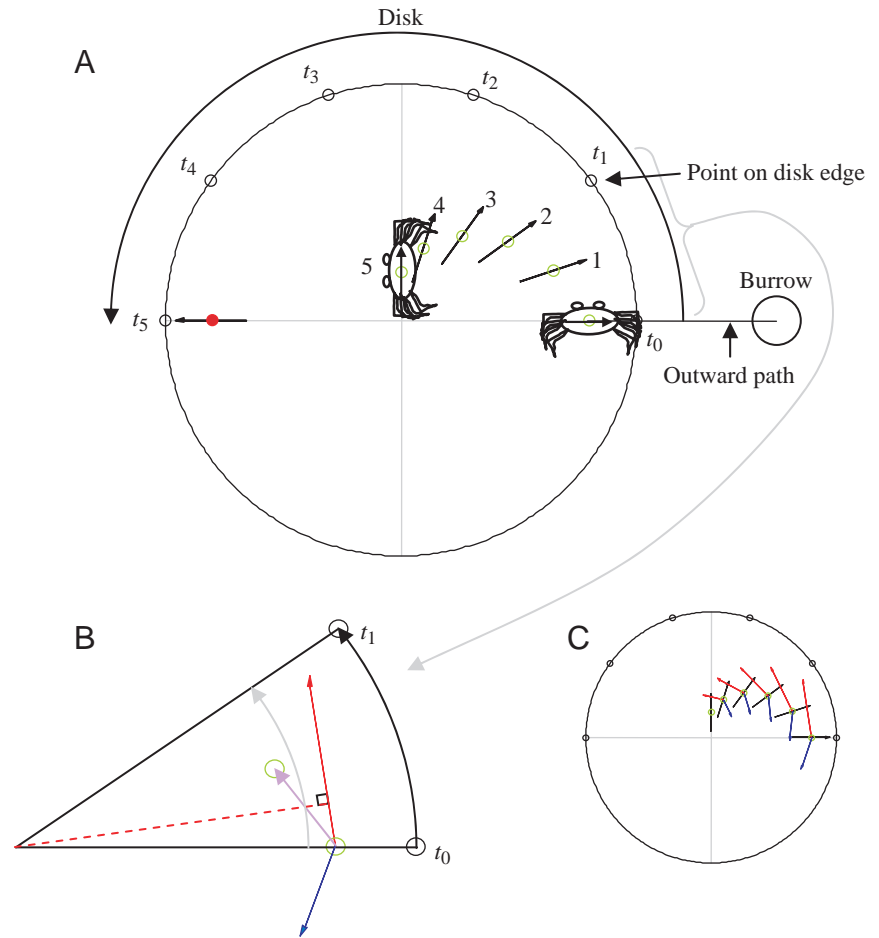 Disk
A
t3
t2
t4
t1
Point on disk edge
4
3
2
5
1
Burrow
t5
t0
Outward path
B
t1
C
t0